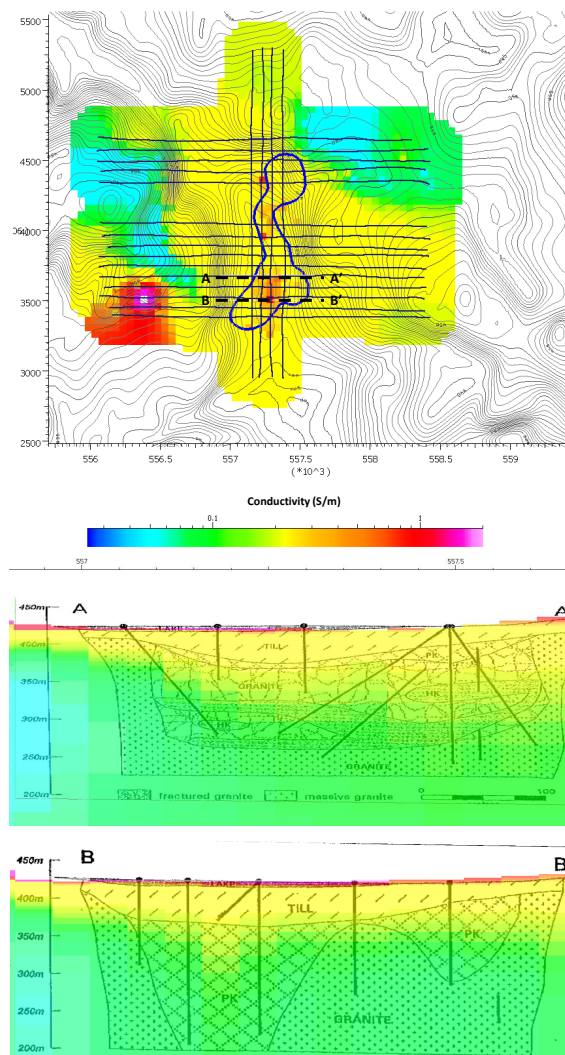 5500
5000
4500
4000
A A'
3500
B B'
3000
2500
556 556.5 557 557.5 558 558.5 559
(*10^3)
Conductivity (S/m)
0.1 1
557 557.5
450m A A
LAKE
400m
TILL
PK
350m
GRANITE
HK
300m
HK
250m
GRANITE
200m fractured granite massive granite 0 100
450m B B
LAKE
400m
TILL
PK
350m
300m
250m PK
GRANITE
200m